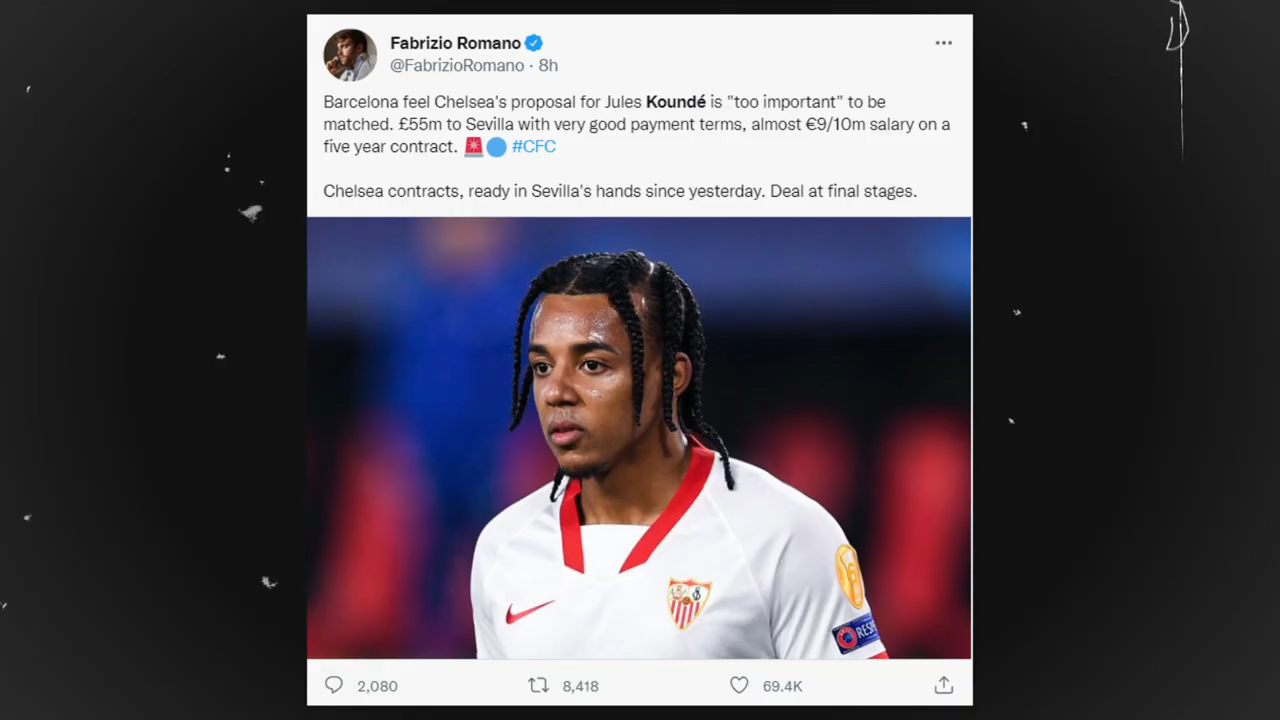 Fabrizio Romano
@FabrizioRomano · 8h
Barcelona feel Chelsea's proposal for Jules Koundé is "too important" to be
matched. £55m to Sevilla with very good payment terms, almost €9/10m salary on a
five year contract. 🚨🔵 #CFC
Chelsea contracts, ready in Sevilla's hands since yesterday. Deal at final stages.
RESP
2,080 8,418 69.4K